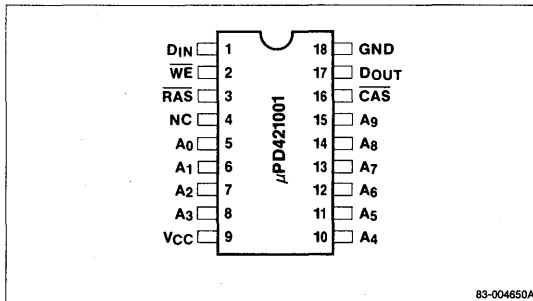 DIN 1 18 GND
WE 2 17 DOUT
RAS 3 16 CAS
NC 4 15 A9
A0 5 14 A8
A1 6 13 A7
A2 7 12 A6
A3 8 11 A5
VCC 9 10 A4
µPD421001
83-004650A